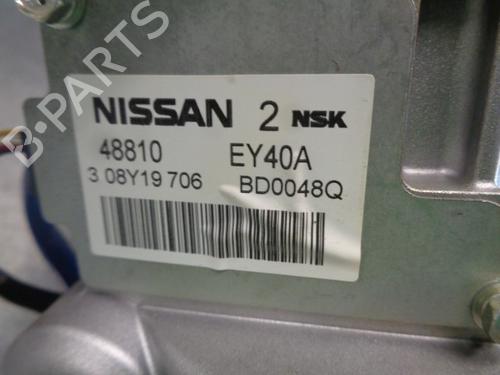 B-PARTS
NISSAN 2 NSK
48810 EY40A
3 08Y19 706 BD0048Q